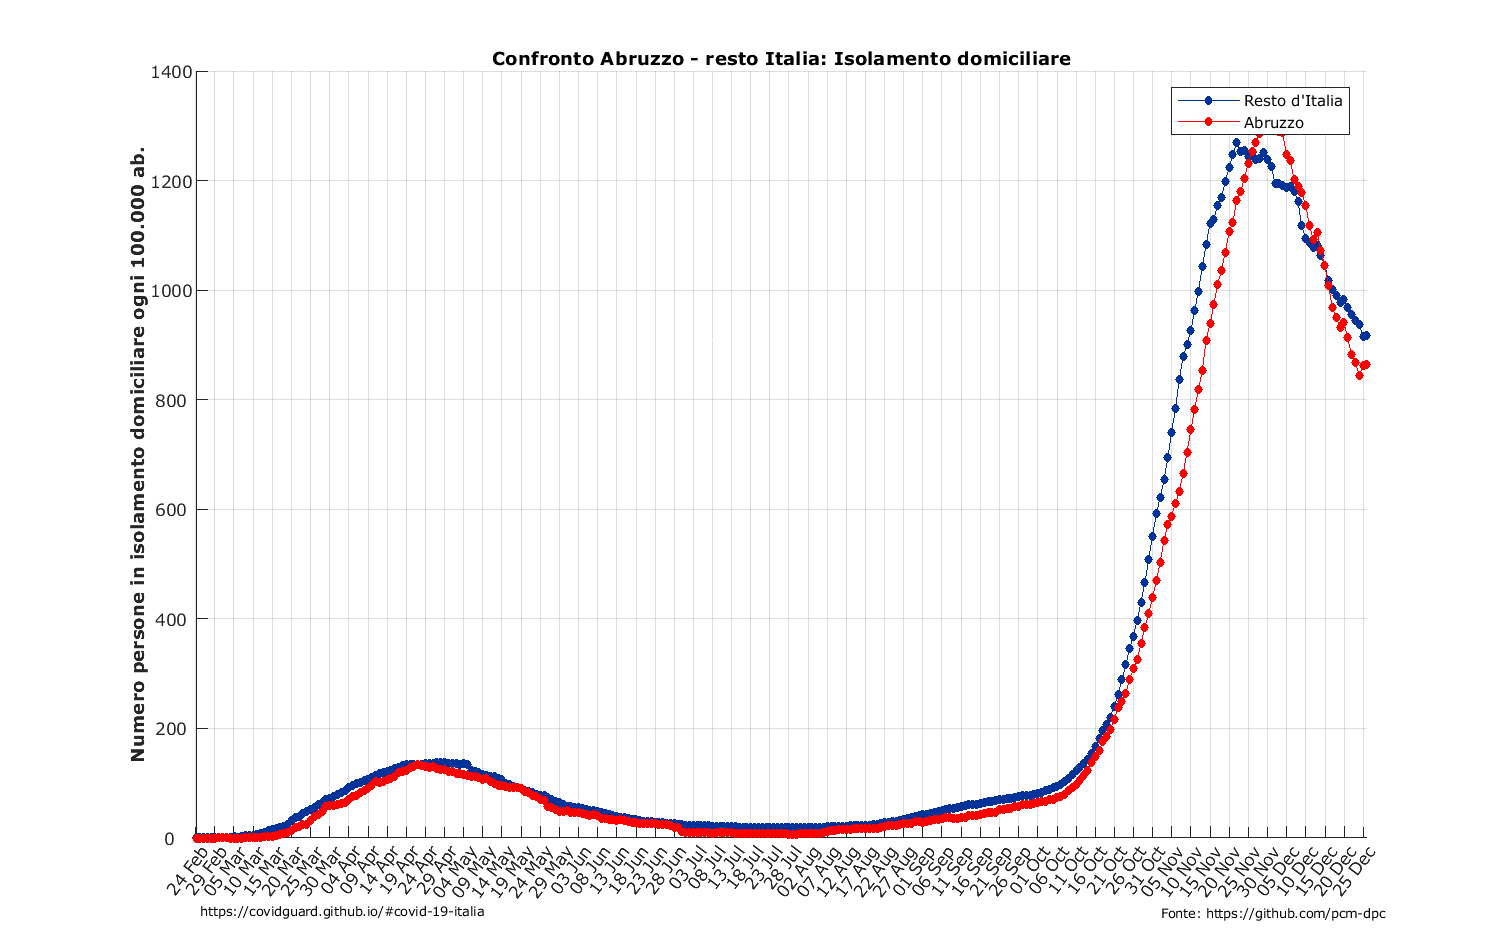 Confronto Abruzzo - resto Italia: Isolamento domiciliare
Numero persone in isolamento domiciliare ogni 100.000 ab.
1400
1200
1000
800
600
400
200
0
Resto d'Italia
Abruzzo
24 Feb
29 Feb
05 Mar
10 Mar
15 Mar
20 Mar
25 Mar
30 Mar
04 Apr
09 Apr
14 Apr
19 Apr
24 Apr
29 Apr
04 May
09 May
14 May
19 May
24 May
29 May
03 Jun
08 Jun
13 Jun
18 Jun
23 Jun
28 Jun
03 Jul
08 Jul
13 Jul
18 Jul
23 Jul
28 Jul
02 Aug
07 Aug
12 Aug
17 Aug
22 Aug
27 Aug
01 Sep
06 Sep
11 Sep
16 Sep
21 Sep
26 Sep
01 Oct
06 Oct
11 Oct
16 Oct
21 Oct
26 Oct
31 Oct
05 Nov
10 Nov
15 Nov
20 Nov
25 Nov
30 Nov
05 Dec
10 Dec
15 Dec
20 Dec
25 Dec
https://covidguard.github.io/#covid-19-italia
Fonte: https://github.com/pcm-dpc